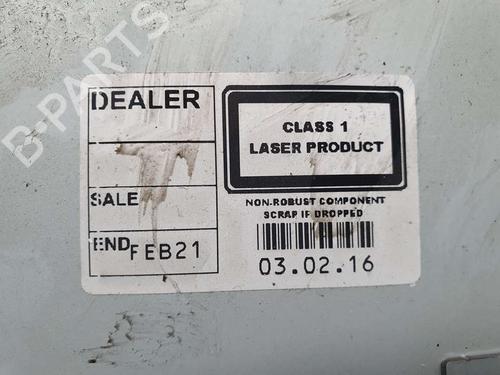 B-PARTS
DEALER
SALE
END FEB21
CLASS 1
LASER PRODUCT
NON-ROBUST COMPONENT
SCRAP IF DROPPED
03.02.16